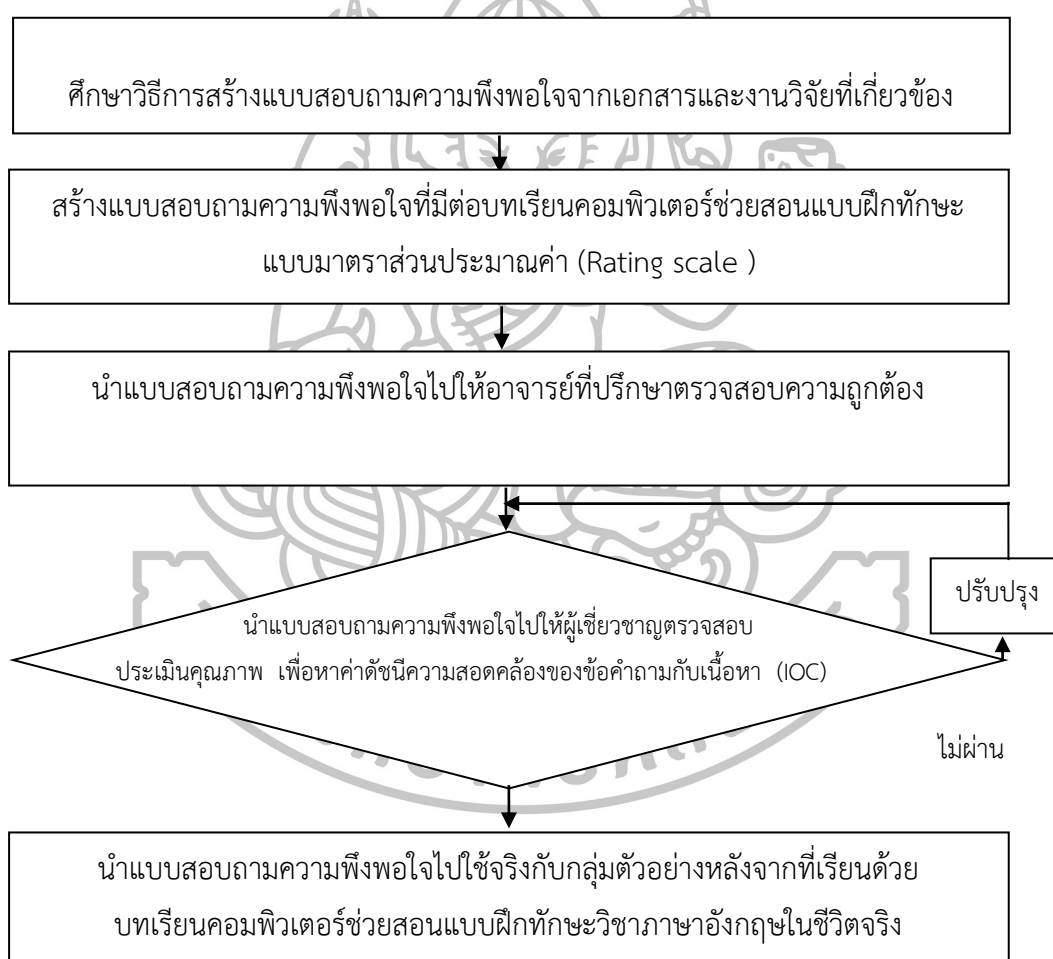 ศึกษาวิธีการสร้างแบบสอบถามความพึงพอใจจากเอกสารและงานวิจัยที่เกี่ยวข้อง
สร้างแบบสอบถามความพึงพอใจที่มีต่อบทเรียนคอมพิวเตอร์ช่วยสอนแบบฝึกทักษะ
แบบมาตราส่วนประมาณค่า (Rating scale )
นำแบบสอบถามความพึงพอใจไปให้อาจารย์ที่ปรึกษาตรวจสอบความถูกต้อง
ปรับปรุง
นำแบบสอบถามความพึงพอใจไปให้ผู้เชี่ยวชาญตรวจสอบ
ประเมินคุณภาพ เพื่อหาค่าดัชนีความสอดคล้องของข้อคำถามกับเนื้อหา (IOC)
ไม่ผ่าน
นำแบบสอบถามความพึงพอใจไปใช้จริงกับกลุ่มตัวอย่างหลังจากที่เรียนด้วย
บทเรียนคอมพิวเตอร์ช่วยสอนแบบฝึกทักษะวิชาภาษาอังกฤษในชีวิตจริง